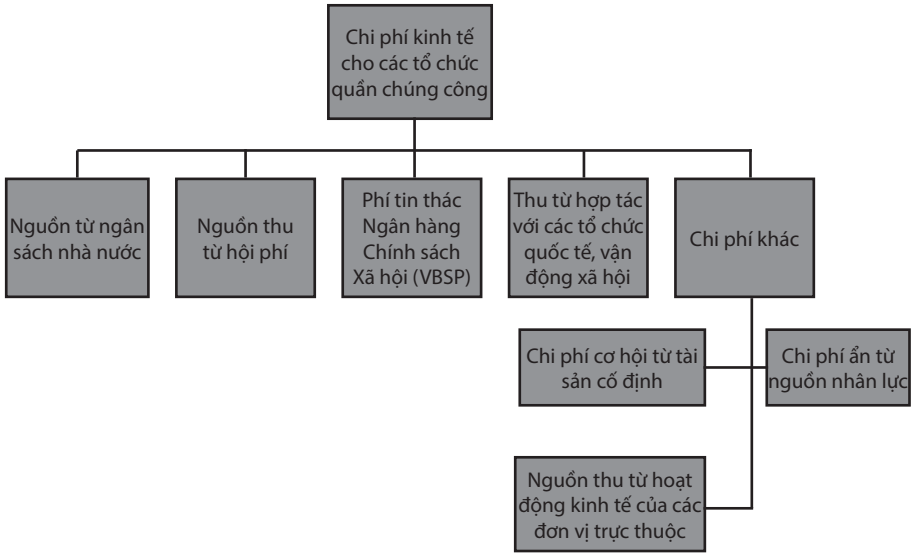 Chi phí kinh tế
cho các tổ chức
quần chúng công
Nguồn từ ngân
sách nhà nước
Nguồn thu
từ hội phí
Phí tin thác
Ngân hàng
Chính sách
Xã hội (VBSP)
Thu từ hợp tác
với các tổ chức
quốc tế, vận
động xã hội
Chi phí khác
Chi phí cơ hội từ tài
sản cố định
Chi phí ẩn từ
nguồn nhân lực
Nguồn thu từ hoạt
động kinh tế của các
đơn vị trực thuộc